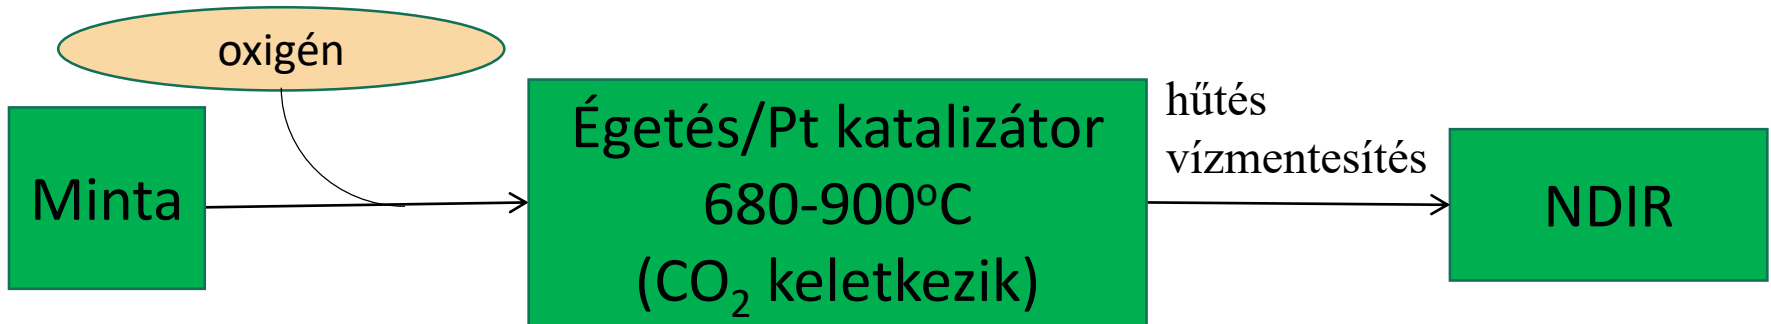 oxigén
Minta
Égetés/Pt katalizátor
680-900°C
(CO₂ keletkezik)
hűtés
vízmentesítés
NDIR